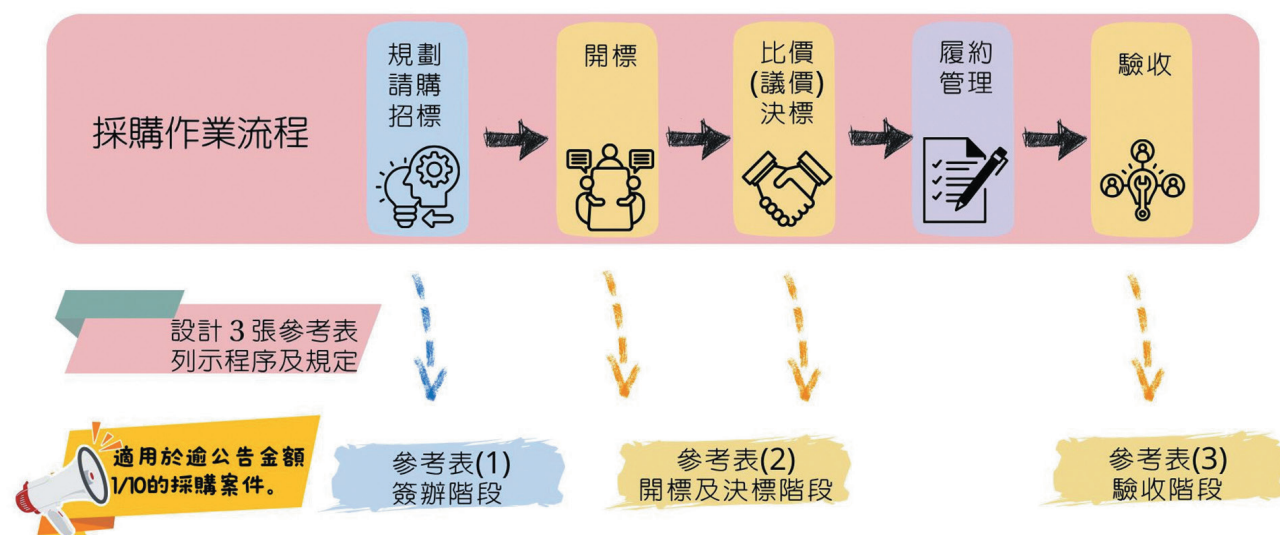 採購作業流程
規劃
請購
招標
開標
比價
(議價)
決標
履約
管理
驗收
設計3張參考表
列示程序及規定
適用於逾公告金額
1/10的採購案件。
參考表(1)
簽辦階段
參考表(2)
開標及決標階段
參考表(3)
驗收階段